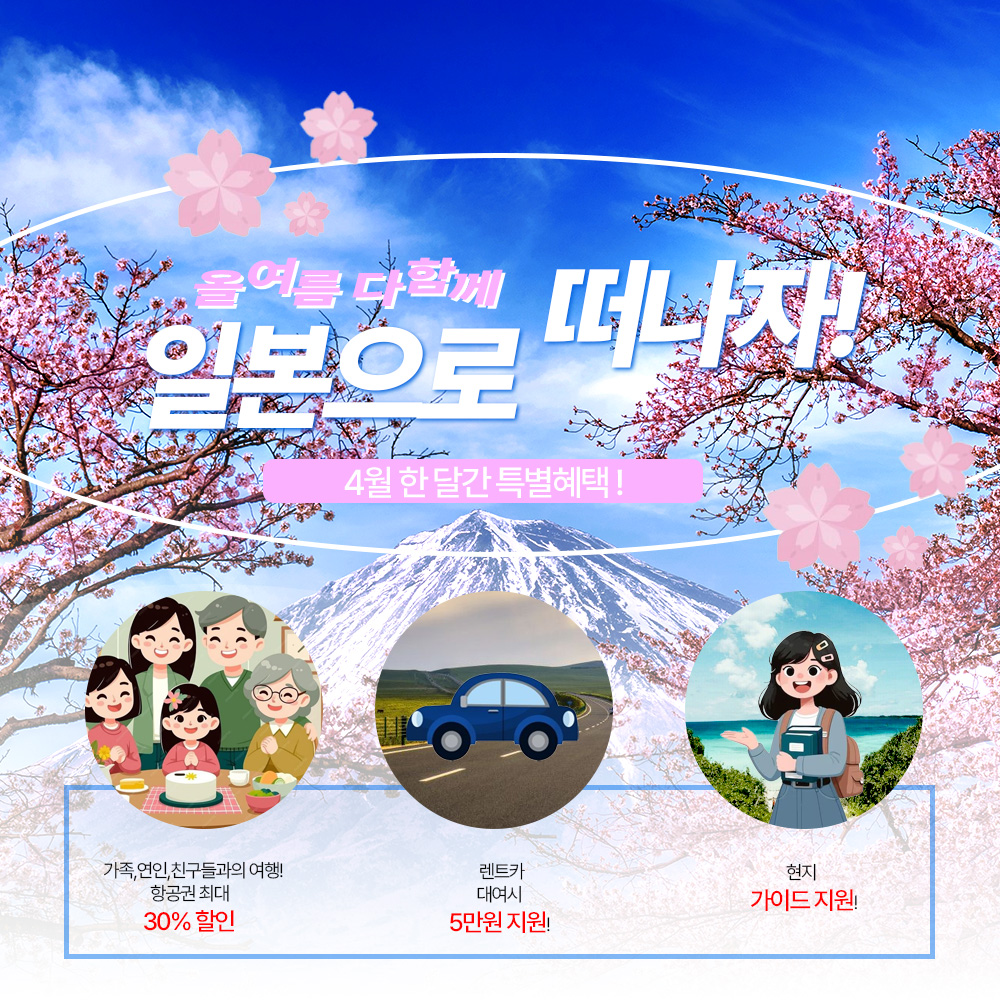 올여름 다함께
일본으로 떠나자!
4월 한 달간 특별혜택 !
가족,연인,친구들과의 여행!
항공권 최대
30% 할인
렌트카
대여시
5만원 지원!
현지
가이드 지원!